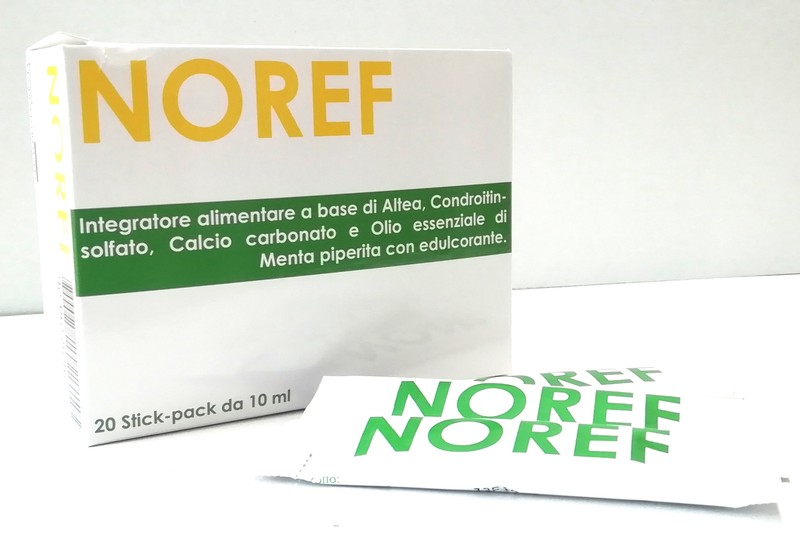 NOREF
NOREF
Integratore alimentare a base di Altea, Condroitin-
solfato, Calcio carbonato e Olio essenziale di
Menta piperita con edulcorante.
20 Stick-pack da 10 ml
NOREF
NOREF
NOREF